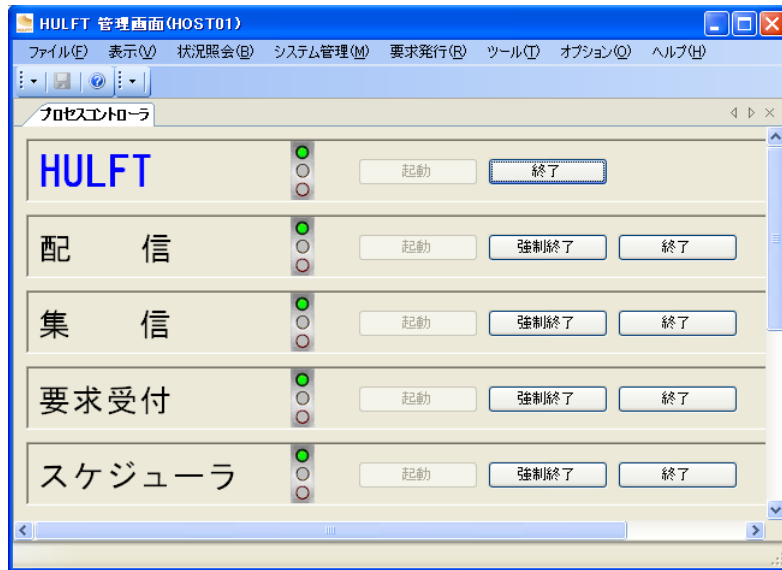 HULFT 管理画面(HOST01)
ファイル(F) 表示(V) 状況照会(B) システム管理(M) 要求発行(R) ツール(T) オプション(O) ヘルプ(H)
プロセスコントローラ
HULFT 起動 終了
配 信 起動 強制終了 終了
集 信 起動 強制終了 終了
要求受付 起動 強制終了 終了
スケジューラ 起動 強制終了 終了